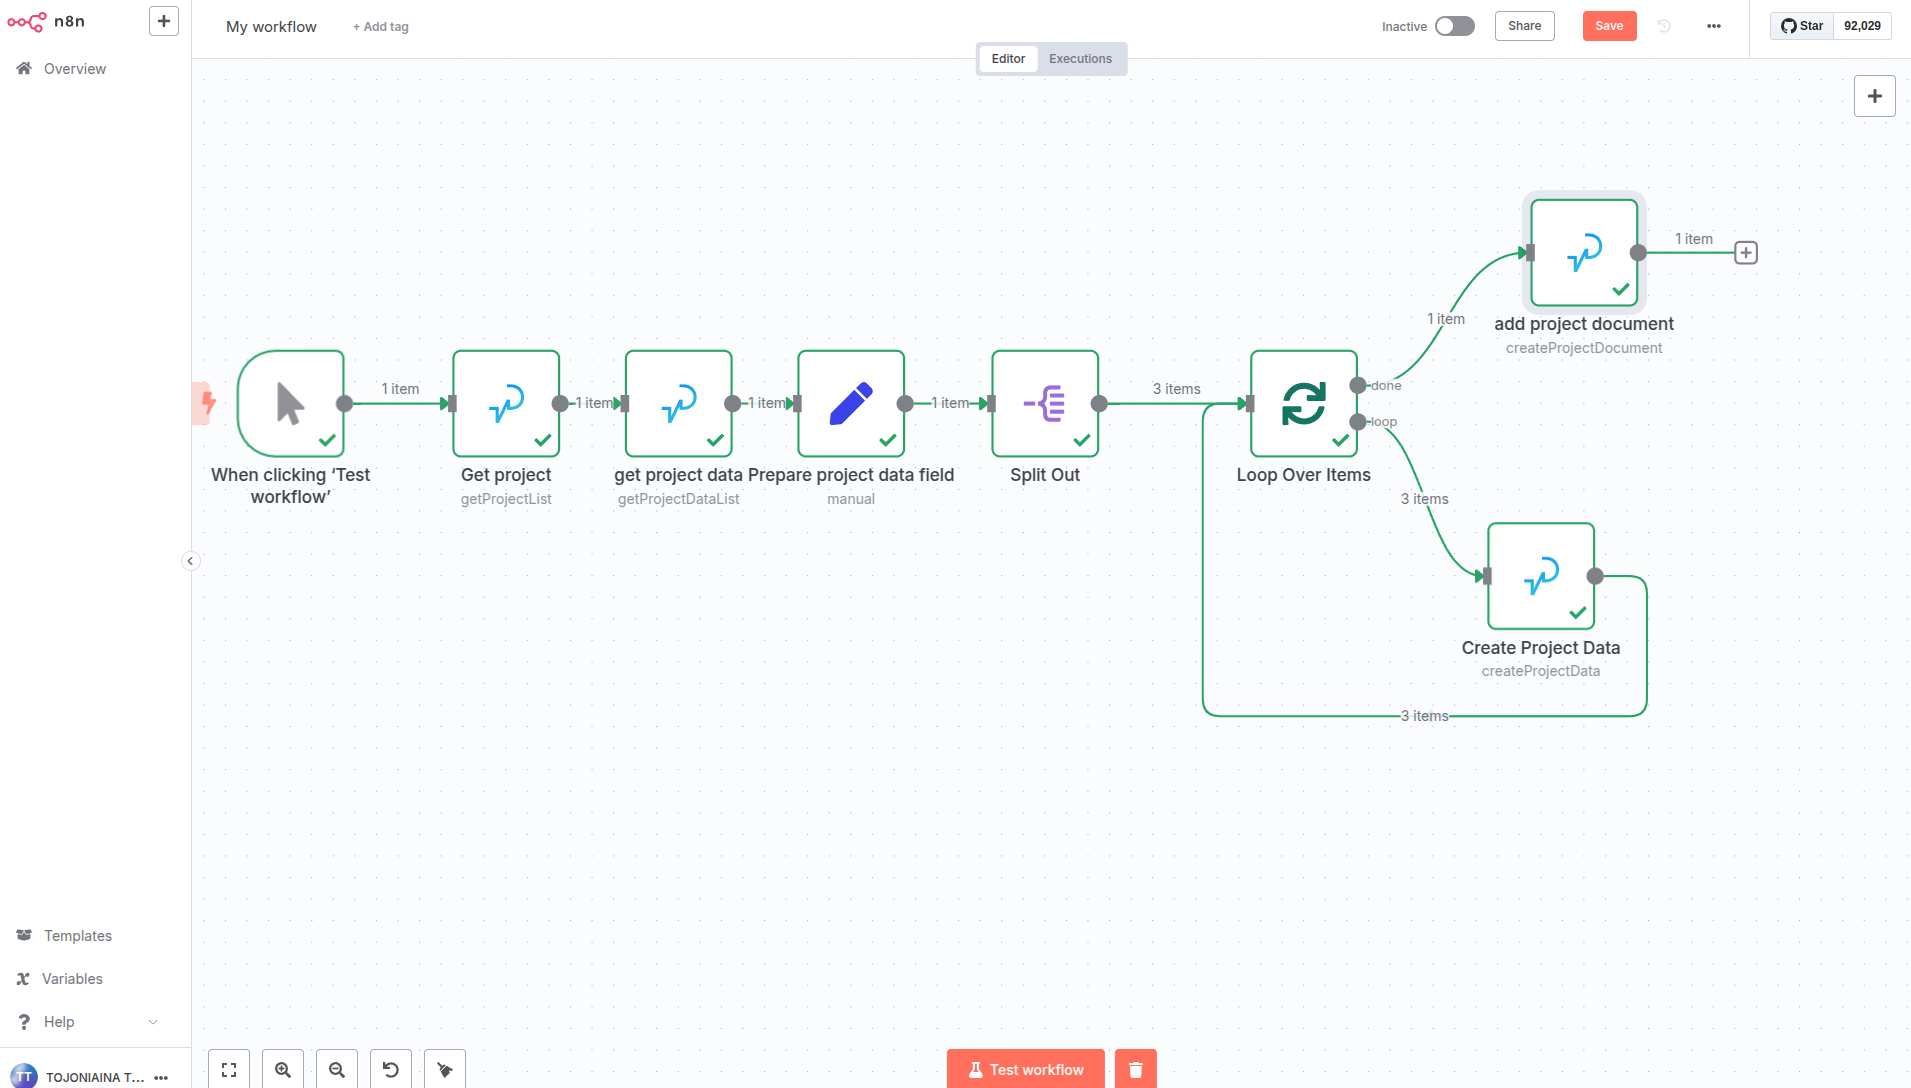 n8n
My workflow
+ Add tag
Inactive
Share
Save
Star
92,029
Editor
Executions
Overview
1 item
add project document
createProjectDocument
1 item
1 item
1 item
1 item
1 item
3 items
done
loop
When clicking ‘Test
workflow’
Get project
getProjectList
get project data
getProjectDataList
Prepare project data field
manual
Split Out
Loop Over Items
3 items
Create Project Data
createProjectData
3 items
Templates
Variables
Help
TT
TOJONIAINA T...
Test workflow